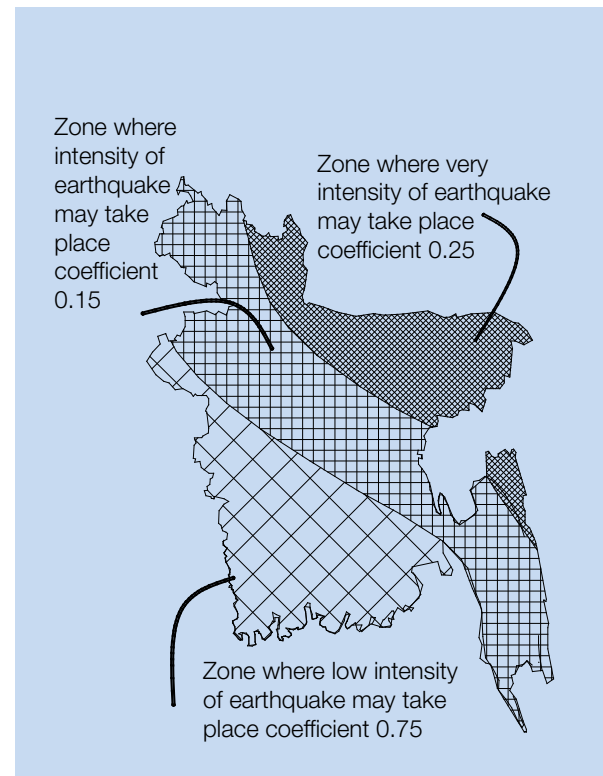 Zone where
intensity of
earthquake
may take
place
coefficient
0.15
Zone where very
intensity of earthquake
may take place
coefficient 0.25
Zone where low intensity
of earthquake may take
place coefficient 0.75